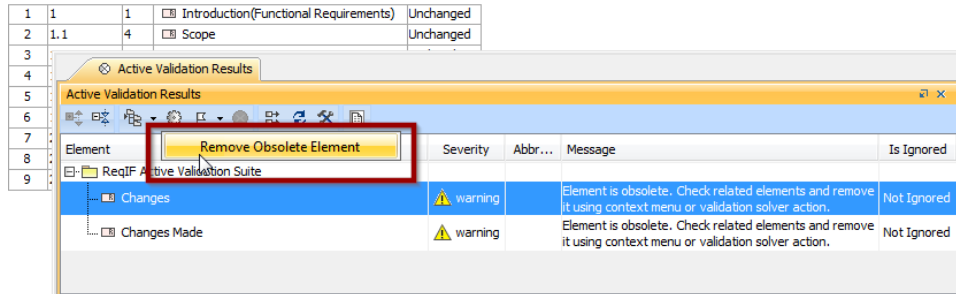 1 1 1 Introduction(Functional Requirements) Unchanged
2 1.1 4 Scope Unchanged
3
4
Active Validation Results
5
Active Validation Results
6
7
Remove Obsolete Element
Element Severity Abbr... Message Is Ignored
8
ReqIF Active Validation Suite
9
Changes warning Element is obsolete. Check related elements and remove
it using context menu or validation solver action. Not Ignored
Changes Made warning Element is obsolete. Check related elements and remove
it using context menu or validation solver action. Not Ignored